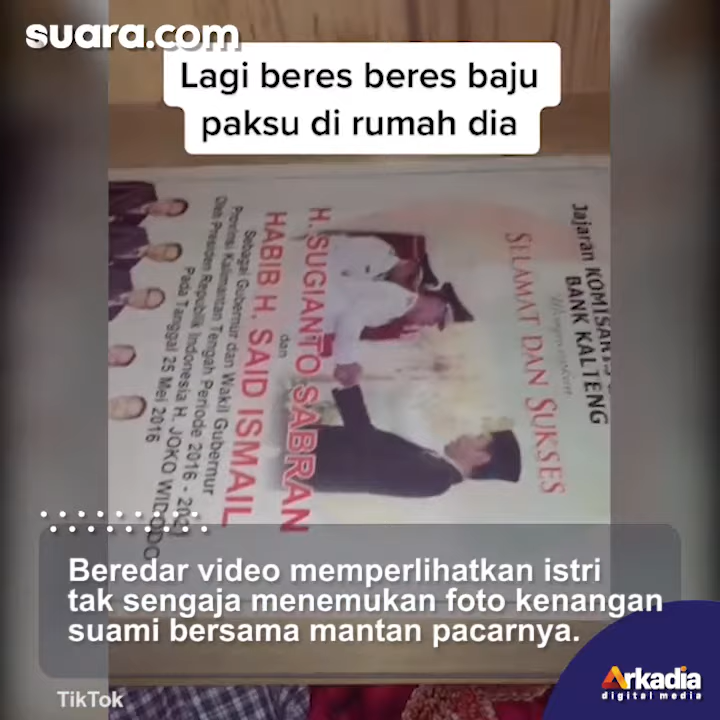 suara.com
Lagi beres beres baju
paksu di rumah dia
Jajaran KOMISARIS
BANK KALTENG
SELAMAT DAN SUKSES
H. SUGIANTO SABRAN
dan
HABIB H. SAID ISMAIL
Sebagai Gubernur dan Wakil Gubernur
Provinsi Kalimantan Tengah Periode 2016 - 2021
Oleh Presiden Republik Indonesia H. JOKO WIDODO
Pada Tanggal 25 Mei 2016
Beredar video memperlihatkan istri
tak sengaja menemukan foto kenangan
suami bersama mantan pacarnya.
TikTok
Arkadia
digital media